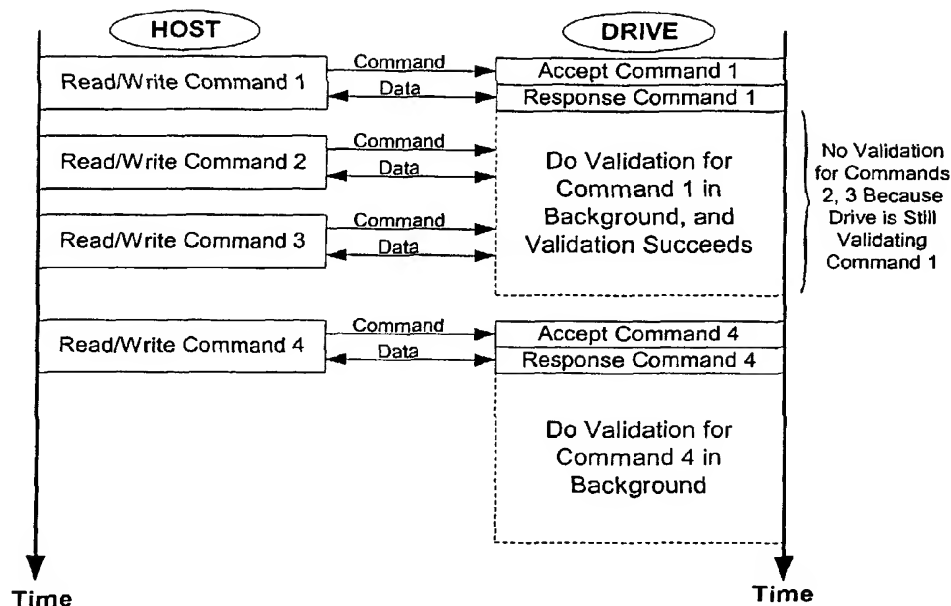 HOST
DRIVE
Read/Write Command 1
Command
Data
Accept Command 1
Response Command 1
Read/Write Command 2
Command
Data
Read/Write Command 3
Command
Data
Do Validation for
Command 1 in
Background, and
Validation Succeeds
No Validation
for Commands
2, 3 Because
Drive is Still
Validating
Command 1
Read/Write Command 4
Command
Data
Accept Command 4
Response Command 4
Do Validation for
Command 4 in
Background
Time
Time